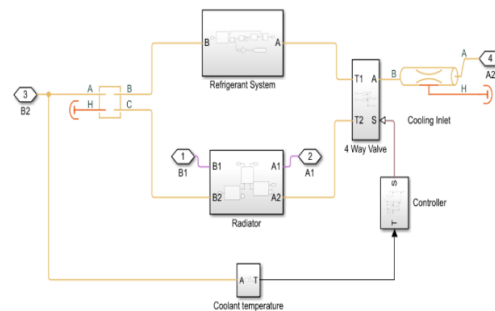 B
A
Refrigerant System
3
B2
A
B
H
C
T1
A
T2
S
4 Way Valve
B
A
H
4
A2
Cooling Inlet
1
B1
2
A1
B1
A1
B2
A2
Radiator
S
T
Controller
A
T
Coolant temperature